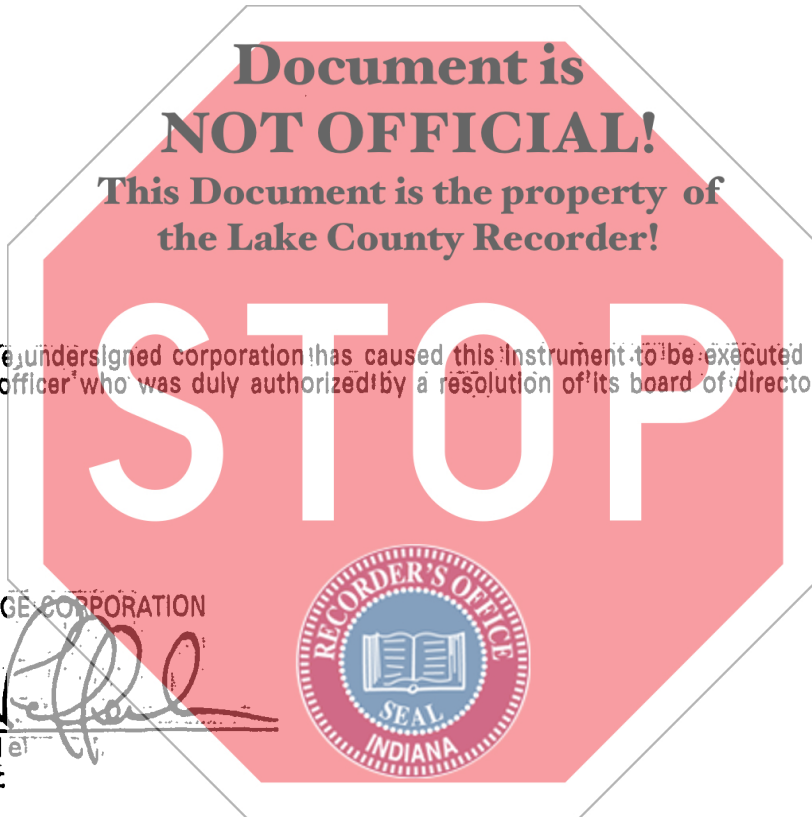 Document is
NOT OFFICIAL!
This Document is the property of
the Lake County Recorder!
STOP
undersigned corporation has caused this instrument to be executed
officer who was duly authorized by a resolution of its board of directo
GE CORPORATION
RECORDER'S OFFICE
SEAL
INDIANA